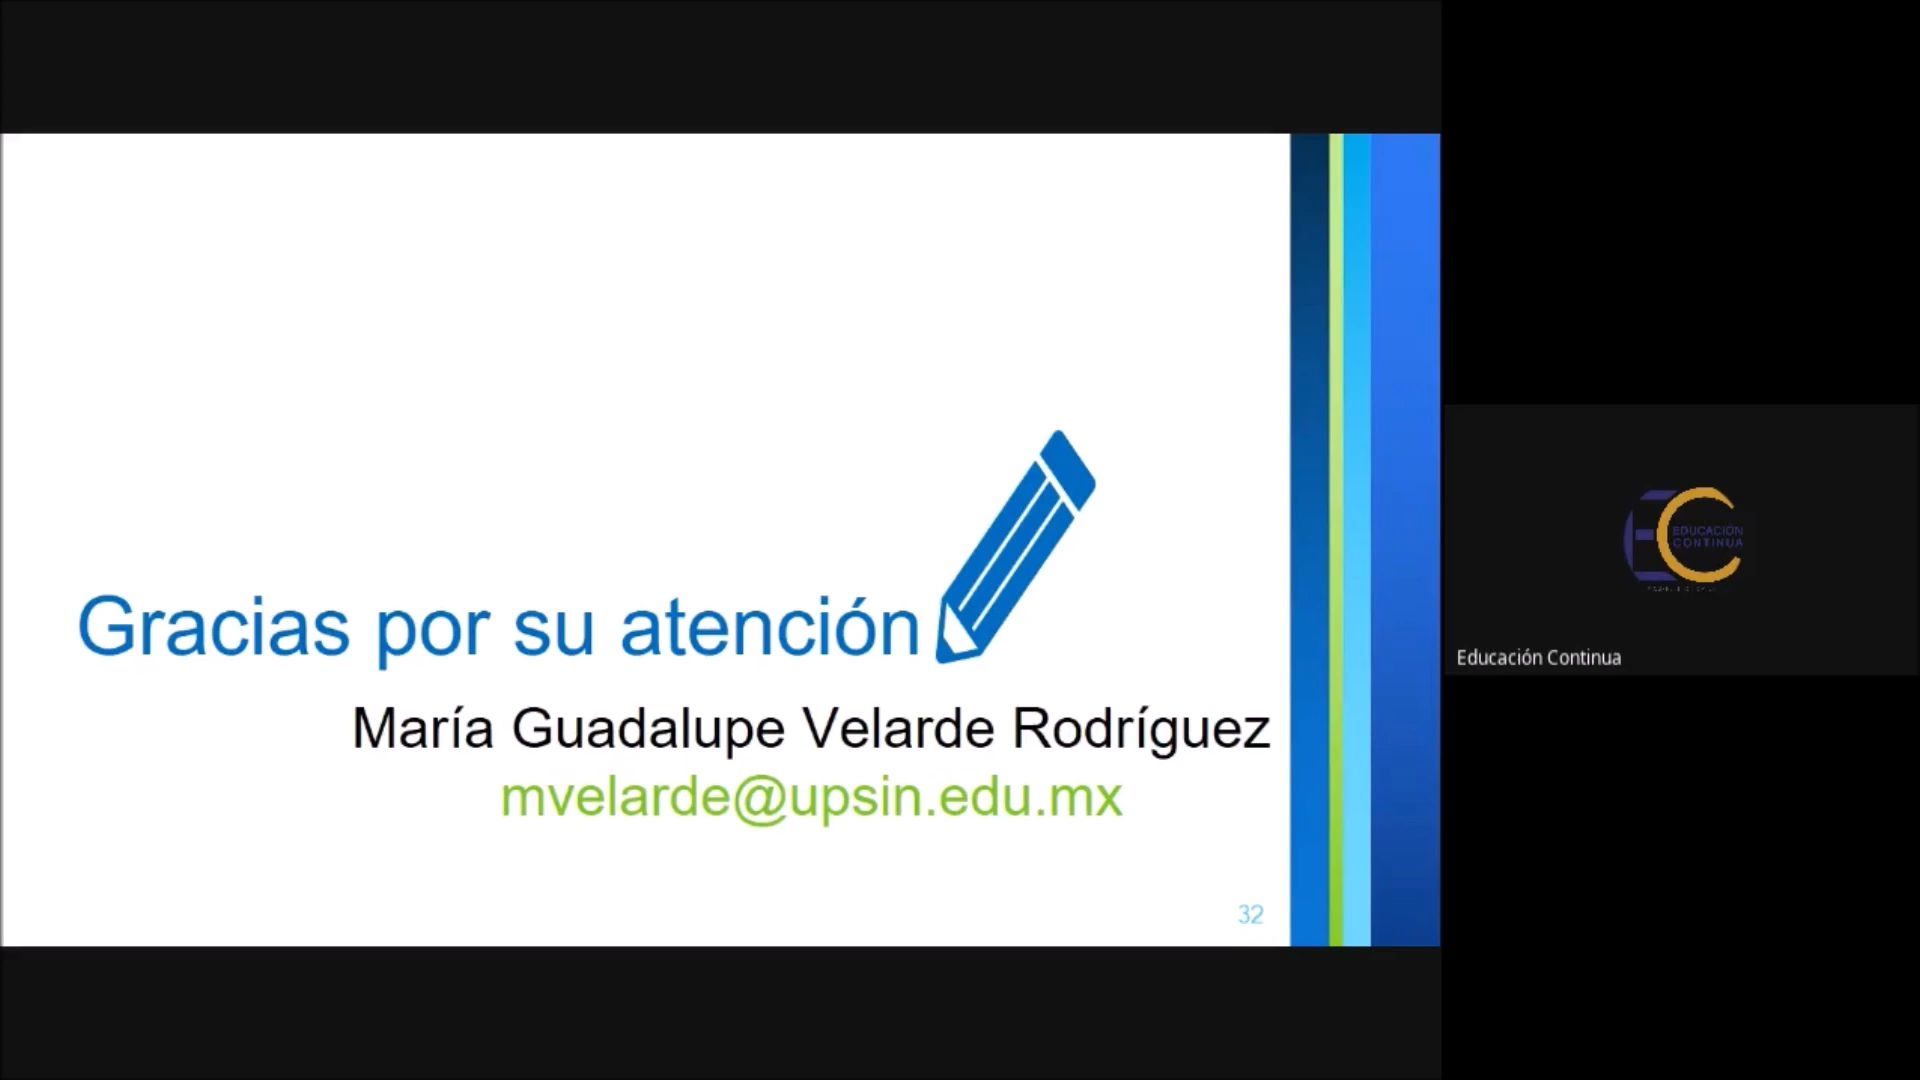 Gracias por su atención
María Guadalupe Velarde Rodríguez
mvelarde@upsin.edu.mx
32
EDUCACIÓN
CONTINUA
Educación Continua